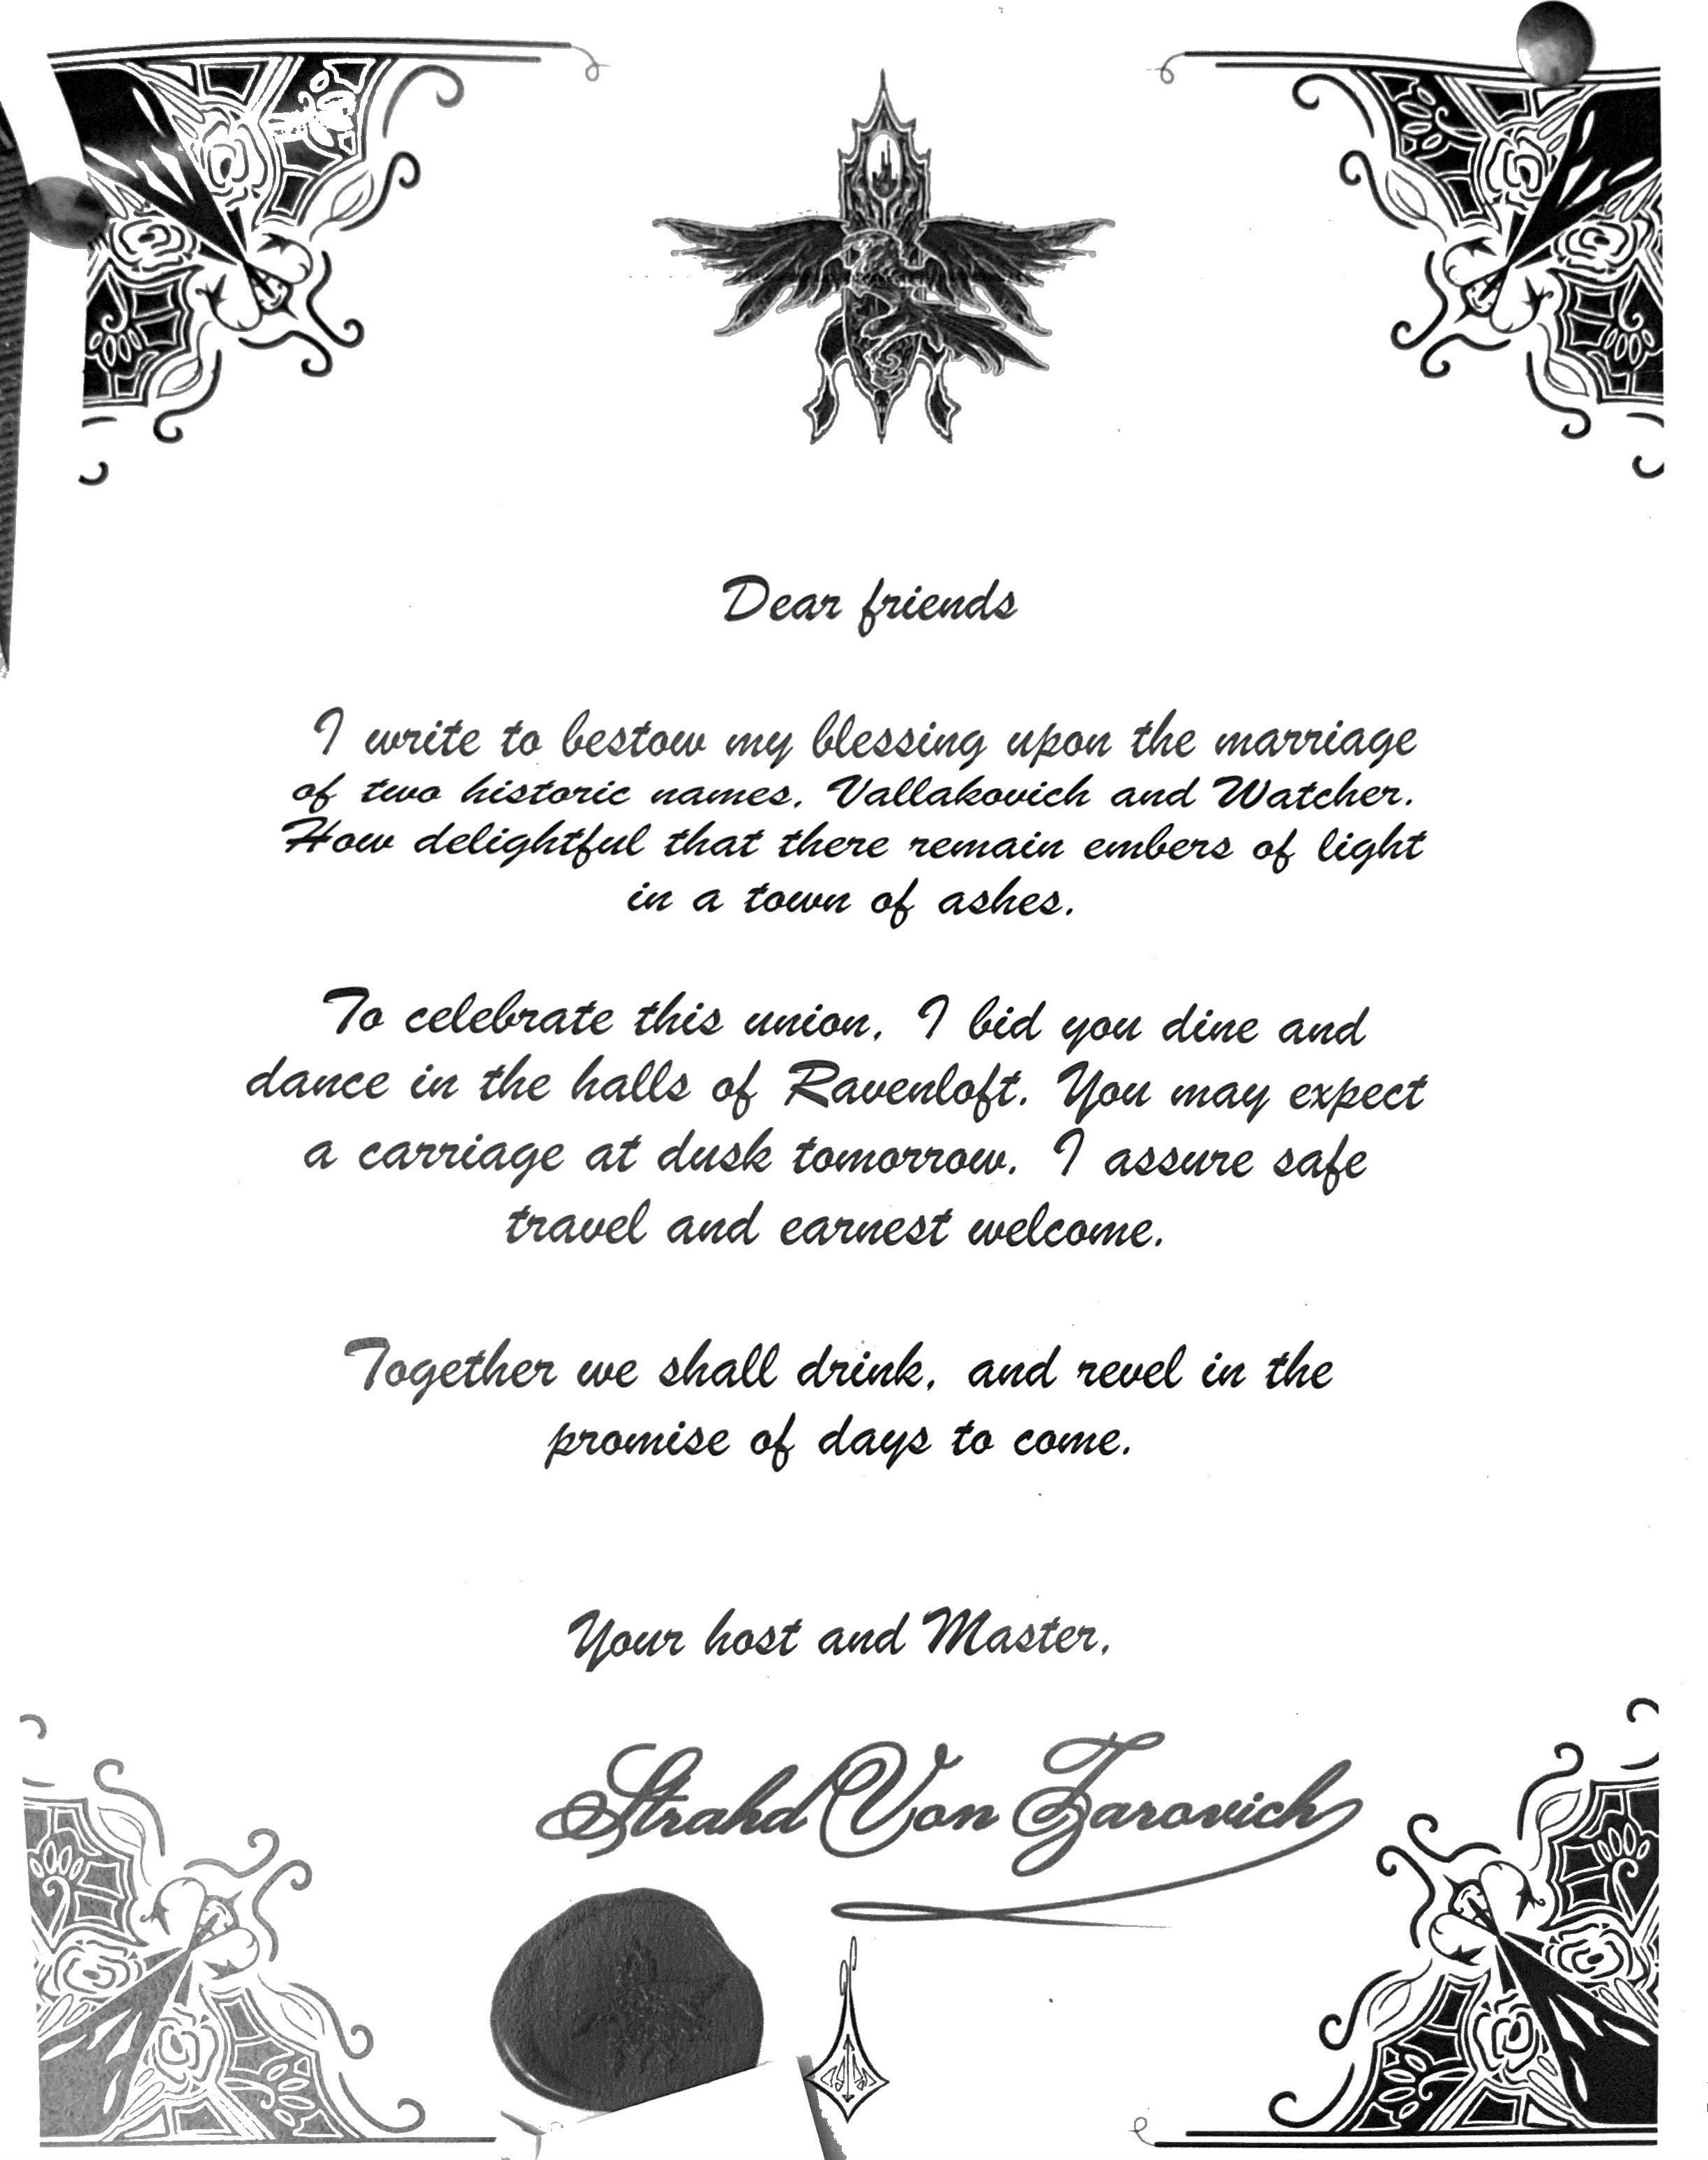 Dear friends
I write to bestow my blessing upon the marriage
of two historic names, Vallakovich and Watcher.
How delightful that there remain embers of light
in a town of ashes.
To celebrate this union, I bid you dine and
dance in the halls of Ravenloft. You may expect
a carriage at dusk tomorrow. I assure safe
travel and earnest welcome.
Together we shall drink, and revel in the
promise of days to come.
Your host and Master,
Strahd Von Zarovich